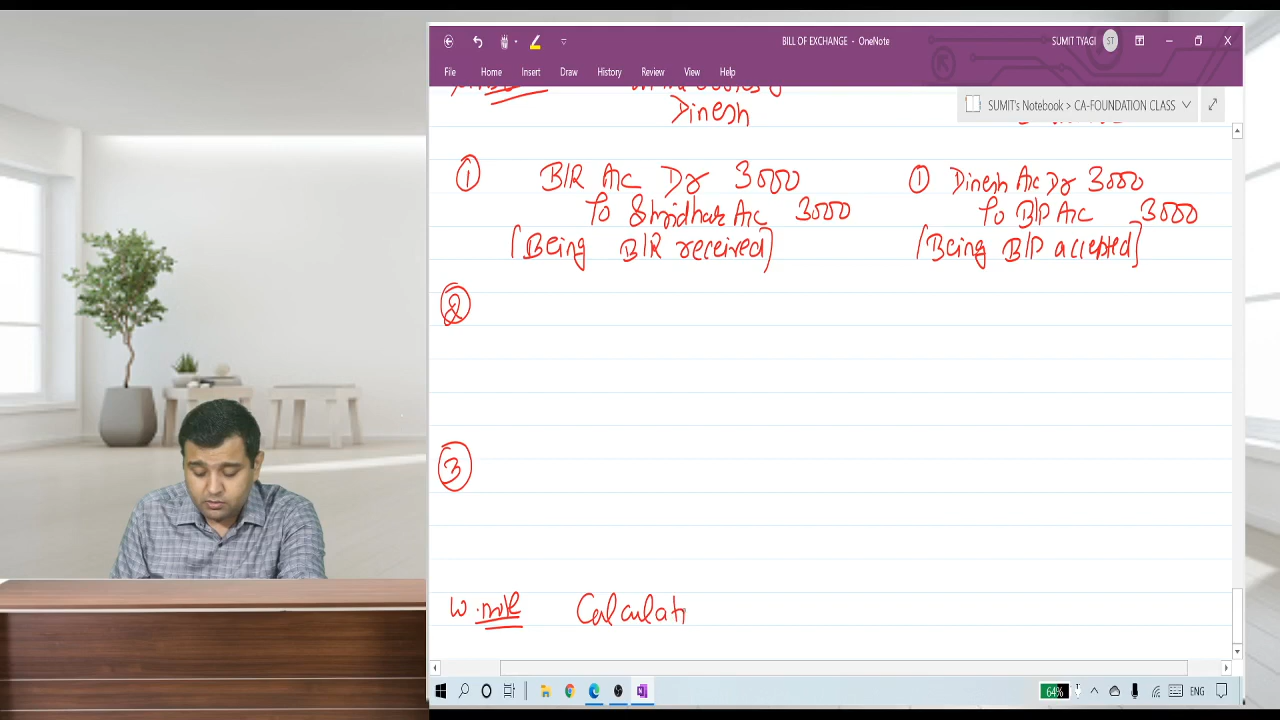 BILL OF EXCHANGE - OneNote
SUMIT TYAGI ST
File Home Insert Draw History Review View Help
SUMIT's Notebook > CA-FOUNDATION CLASS
Dinesh
① B/R A/c Dr 3000
To Shridhar A/c 3000
(Being B/R received)
① Dinesh A/c Dr 3000
To B/P A/c 3000
(Being B/P accepted)
②
③
W.note Calculati
64% ENG